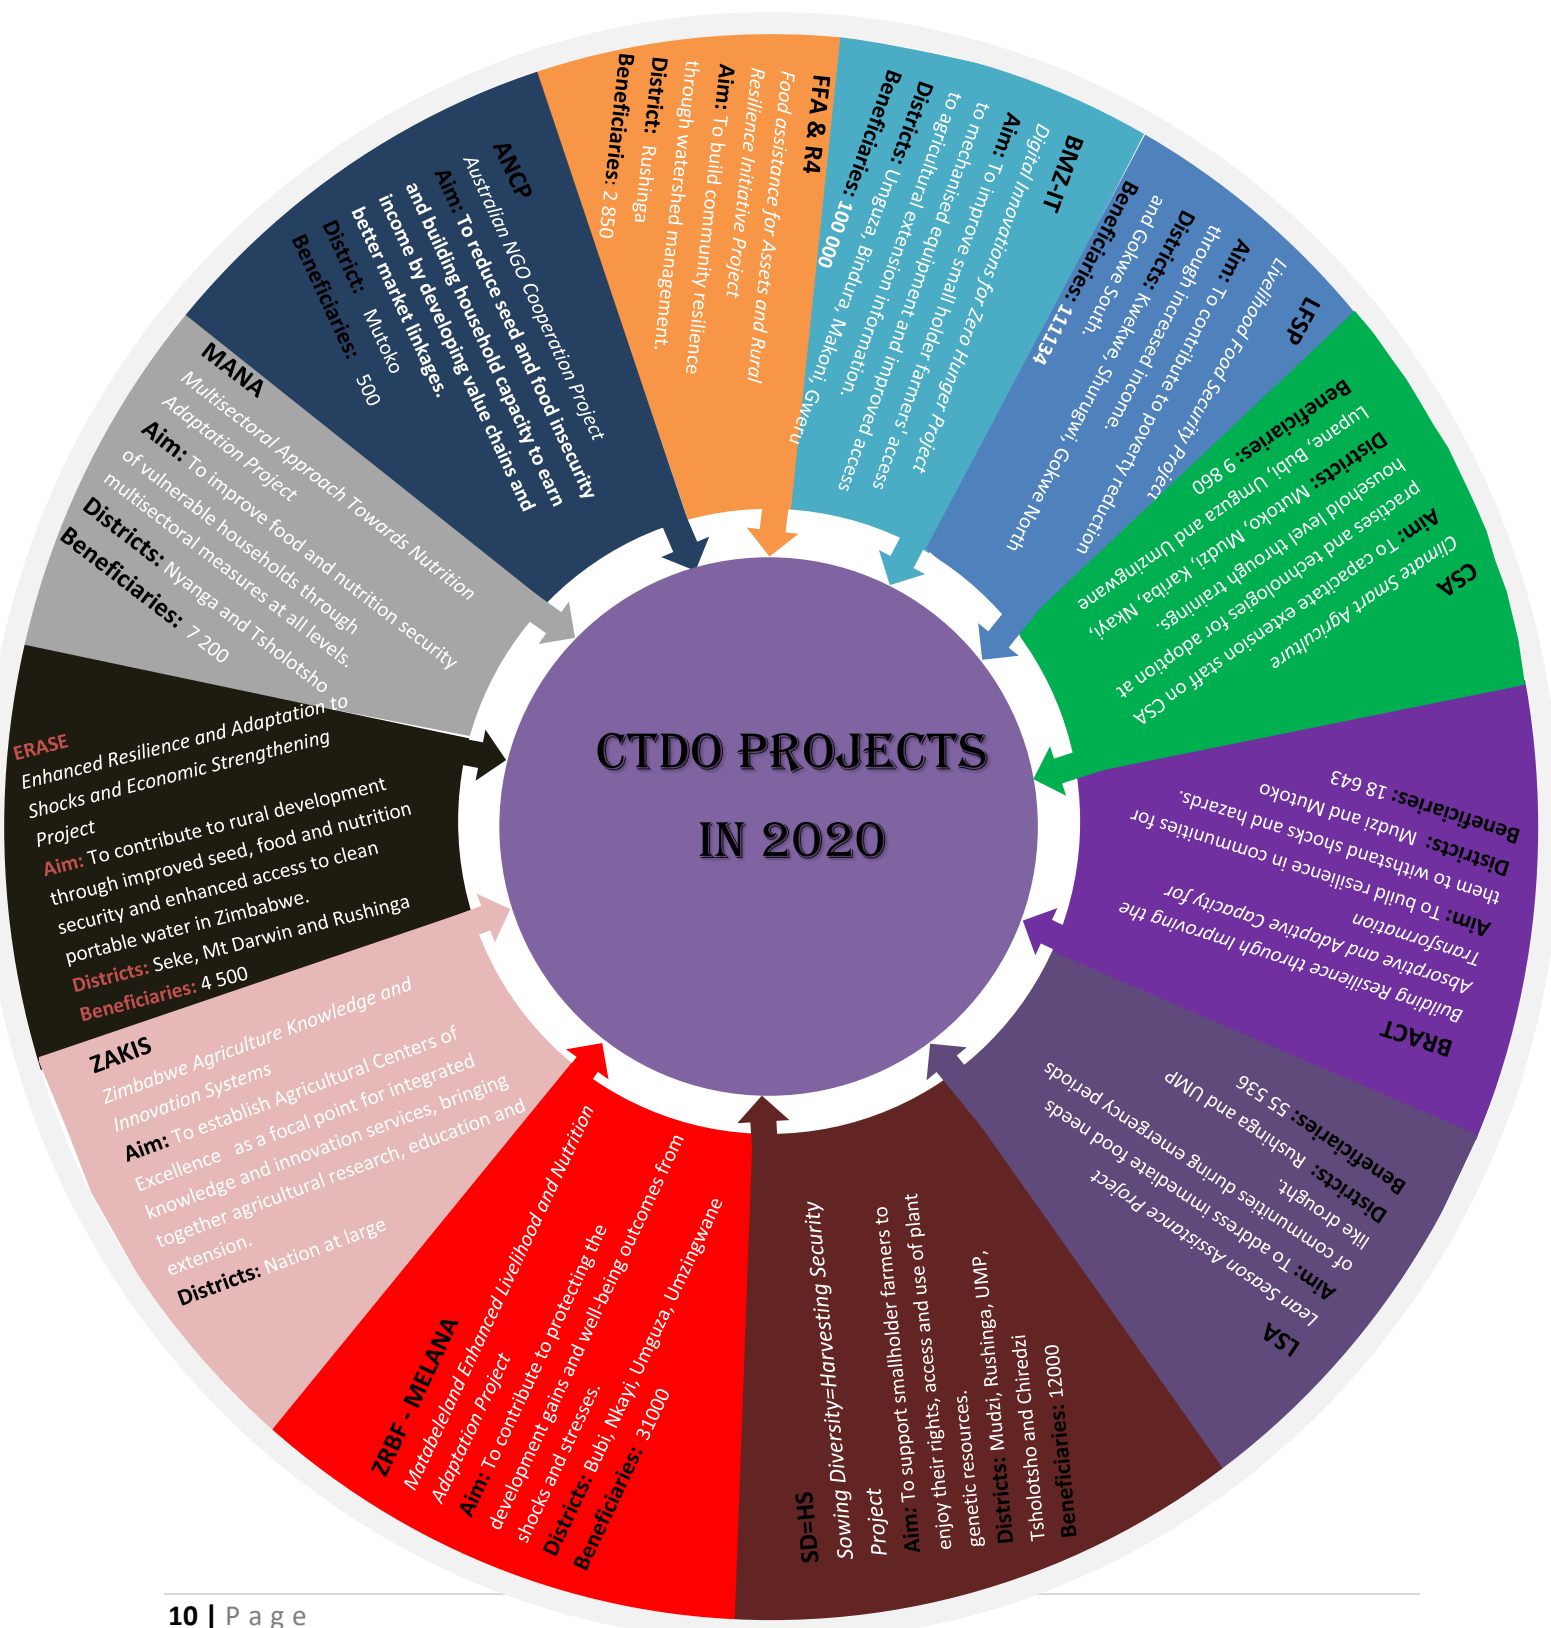 CTDO PROJECTS
IN 2020
FFA & R4
Food assistance for Assets and Rural
Resilience Initiative Project
Aim: To build community resilience
through watershed management.
District: Rushinga
Beneficiaries: 2 850
BMZ-IT
Digital Innovations for Zero Hunger Project
Aim: To improve small holder farmers' access
to mechanised equipment and improved access
to agricultural extension information.
Districts: Umguza, Bindura, Makoni, Gweru
Beneficiaries: 100 000
LFSP
Livelihood Food Security Project
Aim: To contribute to poverty reduction
through increased income.
Districts: Kwekwe, Shurugwi, Gokwe North
and Gokwe South.
Beneficiaries: 111134
CSA
Climate Smart Agriculture
Aim: To capacitate extension staff on CSA
practises and technologies for adoption at
household level through trainings.
Districts: Mutoko, Mudzi, Kariba, Nkayi,
Lupane, Bubi, Umguza and Umzingwane
Beneficiaries: 9 860
BRACT
Building Resilience through Improving the
Absorptive and Adaptive Capacity for
Transformation
Aim: To build resilience in communities for
them to withstand shocks and hazards.
Districts: Mudzi and Mutoko
Beneficiaries: 18 643
LSA
Lean Season Assistance Project
Aim: To address immediate food needs
of communities during emergency periods
like drought.
Districts: Rushinga and UMP
Beneficiaries: 55 536
SD=HS
Sowing Diversity=Harvesting Security
Project
Aim: To support smallholder farmers to
enjoy their rights, access and use of plant
genetic resources.
Districts: Mudzi, Rushinga, UMP,
Tsholotsho and Chiredzi
Beneficiaries: 12000
ZRBF - MELANA
Matabeleland Enhanced Livelihood and Nutrition
Adaptation Project
Aim: To contribute to protecting the
development gains and well-being outcomes from
shocks and stresses.
Districts: Bubi, Nkayi, Umguza, Umzingwane
Beneficiaries: 31000
ZAKIS
Zimbabwe Agriculture Knowledge and
Innovation Systems
Aim: To establish Agricultural Centers of
Excellence as a focal point for integrated
knowledge and innovation services, bringing
together agricultural research, education and
extension.
Districts: Nation at large
ERASE
Enhanced Resilience and Adaptation to
Shocks and Economic Strengthening
Project
Aim: To contribute to rural development
through improved seed, food and nutrition
security and enhanced access to clean
portable water in Zimbabwe.
Districts: Seke, Mt Darwin and Rushinga
Beneficiaries: 4 500
MANA
Multisectoral Approach Towards Nutrition
Adaptation Project
Aim: To improve food and nutrition security
of vulnerable households through
multisectoral measures at all levels.
Districts: Nyanga and Tsholotsho
Beneficiaries: 7 200
ANCP
Australian NGO Cooperation Project
Aim: To reduce seed and food insecurity
and building household capacity to earn
income by developing value chains and
better market linkages.
District: Mutoko
Beneficiaries: 500
10 | Page